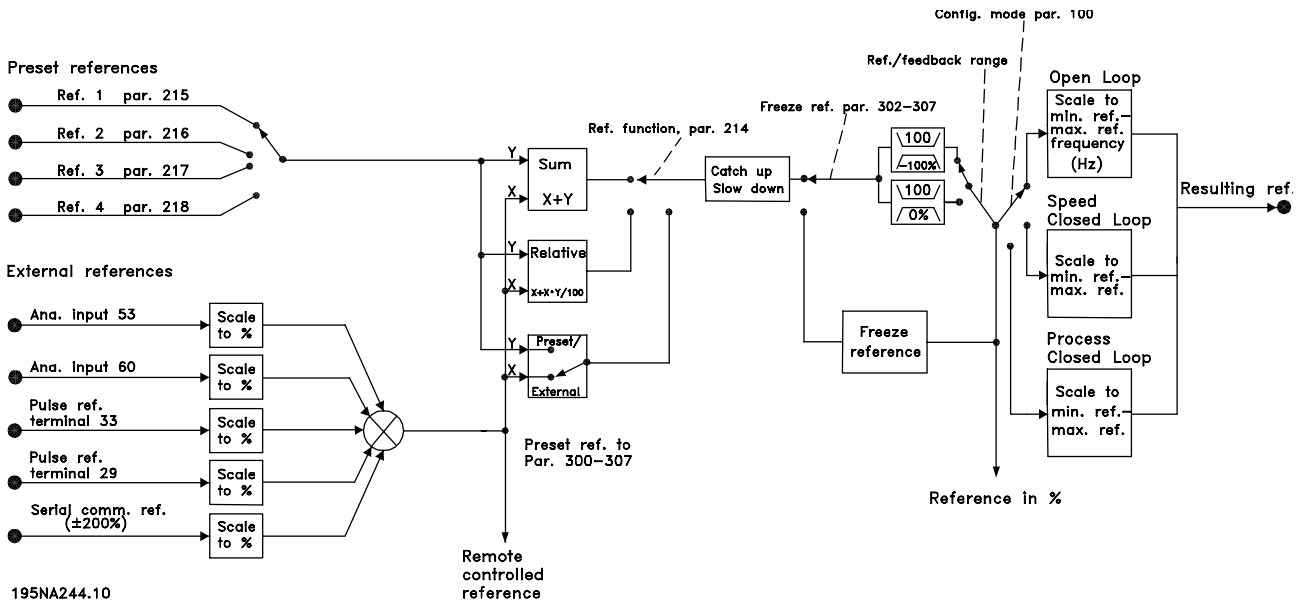 Config. mode par. 100
Ref./feedback range
Preset references
Ref. 1 par. 215
Ref. 2 par. 216
Ref. 3 par. 217
Ref. 4 par. 218
Ref. function, par. 214
Freeze ref. par. 302-307
Y
Sum
X
X+Y
Y
Relative
X
X+X*Y/100
Y
Preset/
X
External
Preset ref. to
Par. 300-307
Catch up
Slow down
100
-100%
100
0%
Freeze
reference
Reference in %
Open Loop
Scale to
min. ref.-
max. ref.
frequency
(Hz)
Speed
Closed Loop
Scale to
min. ref.-
max. ref.
Process
Closed Loop
Scale to
min. ref.-
max. ref.
Resulting ref.
External references
Ana. input 53
Scale
to %
Ana. input 60
Scale
to %
Pulse ref.
terminal 33
Scale
to %
Pulse ref.
terminal 29
Scale
to %
Serial comm. ref.
(±200%)
Scale
to %
Remote
controlled
reference
195NA244.10